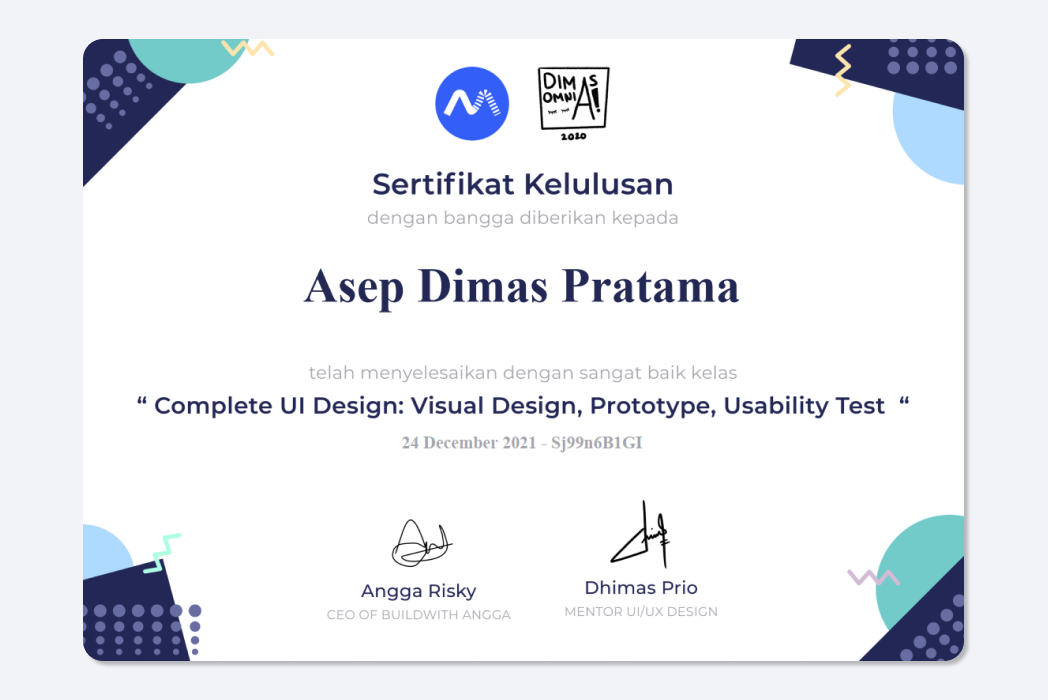 DIMAS
OMNIA!
2020
Sertifikat Kelulusan
dengan bangga diberikan kepada
Asep Dimas Pratama
telah menyelesaikan dengan sangat baik kelas
“ Complete UI Design: Visual Design, Prototype, Usability Test “
24 December 2021 - Sj99n6B1GI
Angga Risky
CEO OF BUILDWITH ANGGA
Dhimas Prio
MENTOR UI/UX DESIGN